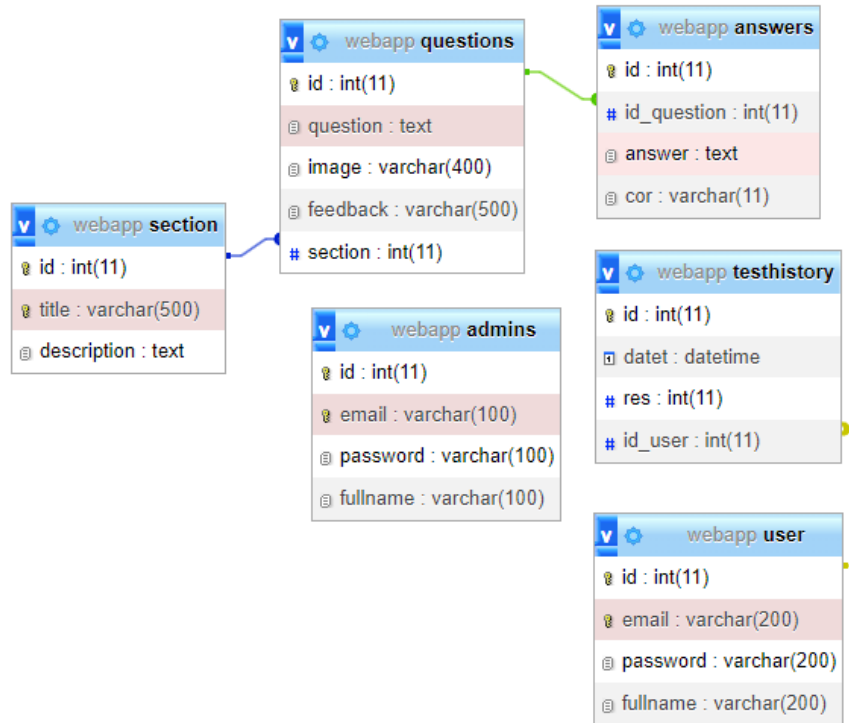 v webapp questions
id : int(11)
question : text
image : varchar(400)
feedback : varchar(500)
# section : int(11)
v webapp answers
id : int(11)
# id_question : int(11)
answer : text
cor : varchar(11)
v webapp section
id : int(11)
title : varchar(500)
description : text
v webapp admins
id : int(11)
email : varchar(100)
password : varchar(100)
fullname : varchar(100)
v webapp testhistory
id : int(11)
1 datet : datetime
# res : int(11)
# id_user : int(11)
v webapp user
id : int(11)
email : varchar(200)
password : varchar(200)
fullname : varchar(200)